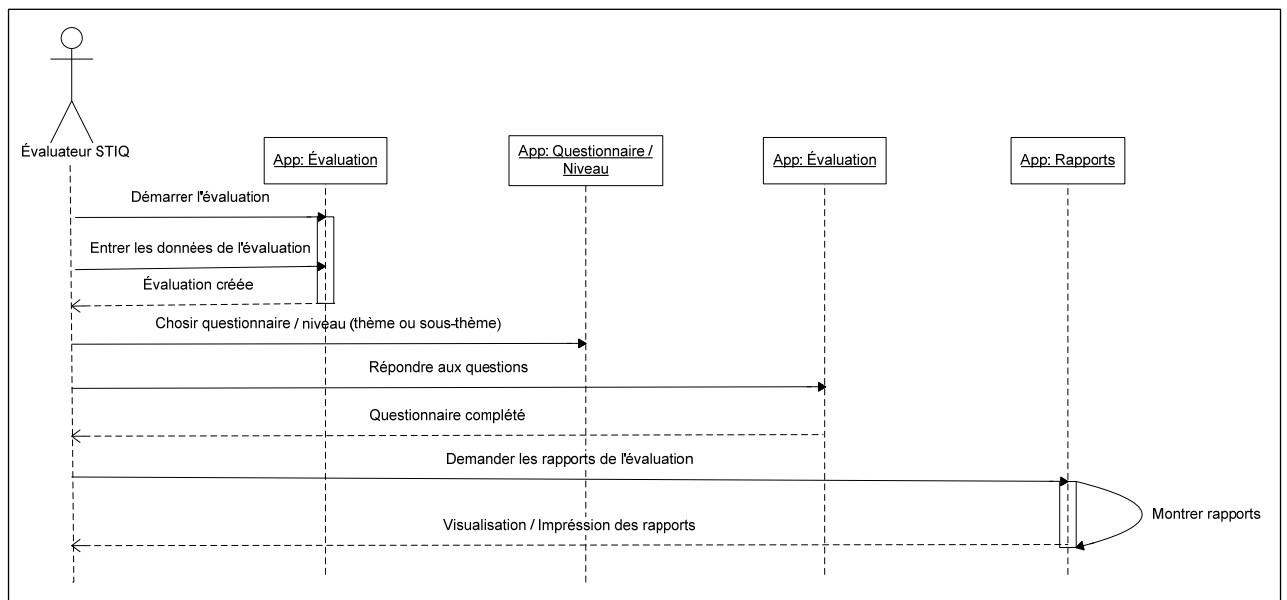 Évaluateur STIQ
App: Évaluation
App: Questionnaire /
Niveau
App: Évaluation
App: Rapports
Démarrer l'évaluation
Entrer les données de l'évaluation
Évaluation créée
Chosir questionnaire / niveau (thème ou sous-thème)
Répondre aux questions
Questionnaire complété
Demander les rapports de l'évaluation
Montrer rapports
Visualisation / Impréssion des rapports